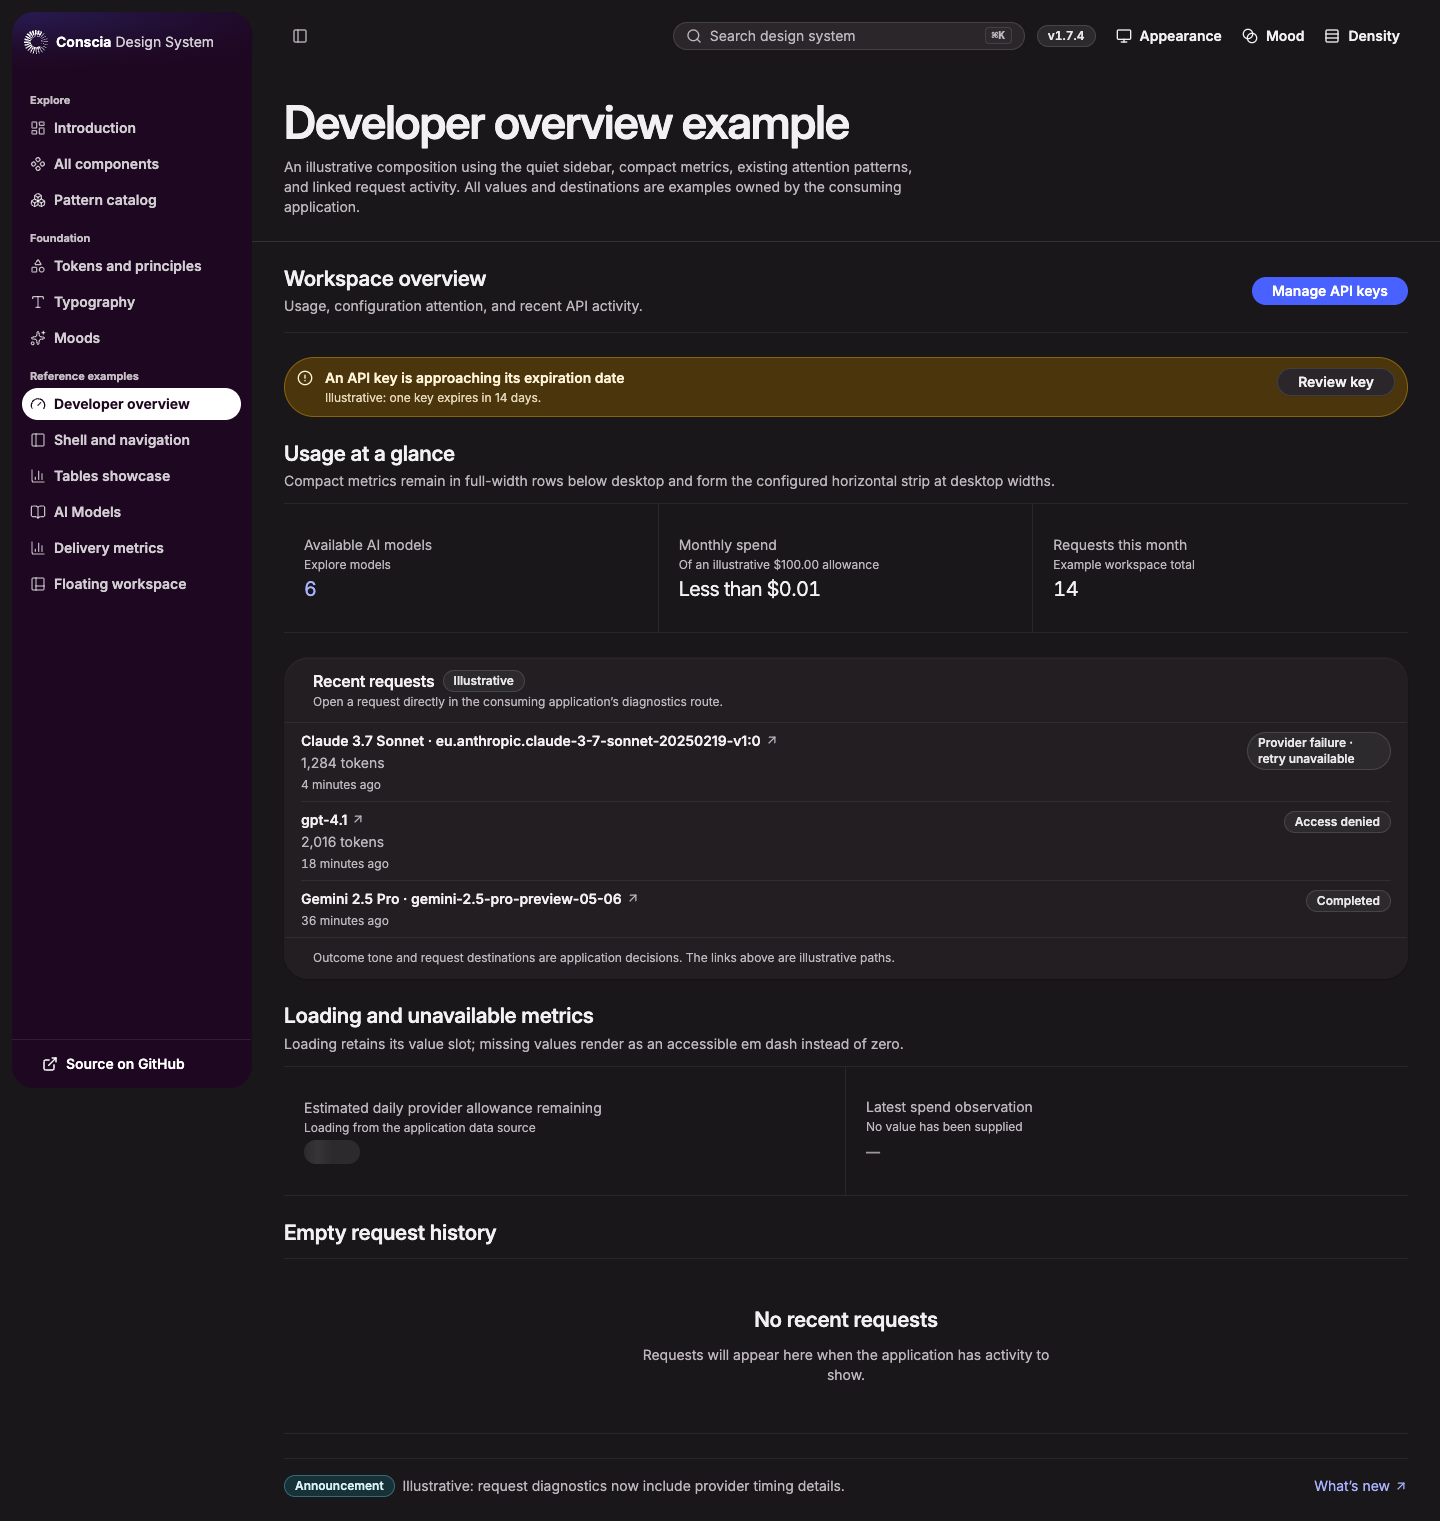 Conscia Design System
Explore
Introduction
All components
Pattern catalog
Foundation
Tokens and principles
Typography
Moods
Reference examples
Developer overview
Shell and navigation
Tables showcase
AI Models
Delivery metrics
Floating workspace
Source on GitHub
Search design system ⌘K
v1.7.4
Appearance
Mood
Density
Developer overview example
An illustrative composition using the quiet sidebar, compact metrics, existing attention patterns,
and linked request activity. All values and destinations are examples owned by the consuming
application.
Workspace overview
Usage, configuration attention, and recent API activity.
Manage API keys
An API key is approaching its expiration date
Illustrative: one key expires in 14 days.
Review key
Usage at a glance
Compact metrics remain in full-width rows below desktop and form the configured horizontal strip at desktop widths.
Available AI models
Explore models
6
Monthly spend
Of an illustrative $100.00 allowance
Less than $0.01
Requests this month
Example workspace total
14
Recent requests Illustrative
Open a request directly in the consuming application’s diagnostics route.
Claude 3.7 Sonnet · eu.anthropic.claude-3-7-sonnet-20250219-v1:0
1,284 tokens
4 minutes ago
Provider failure ·
retry unavailable
gpt-4.1
2,016 tokens
18 minutes ago
Access denied
Gemini 2.5 Pro · gemini-2.5-pro-preview-05-06
36 minutes ago
Completed
Outcome tone and request destinations are application decisions. The links above are illustrative paths.
Loading and unavailable metrics
Loading retains its value slot; missing values render as an accessible em dash instead of zero.
Estimated daily provider allowance remaining
Loading from the application data source
Latest spend observation
No value has been supplied
—
Empty request history
No recent requests
Requests will appear here when the application has activity to
show.
Announcement Illustrative: request diagnostics now include provider timing details.
What’s new